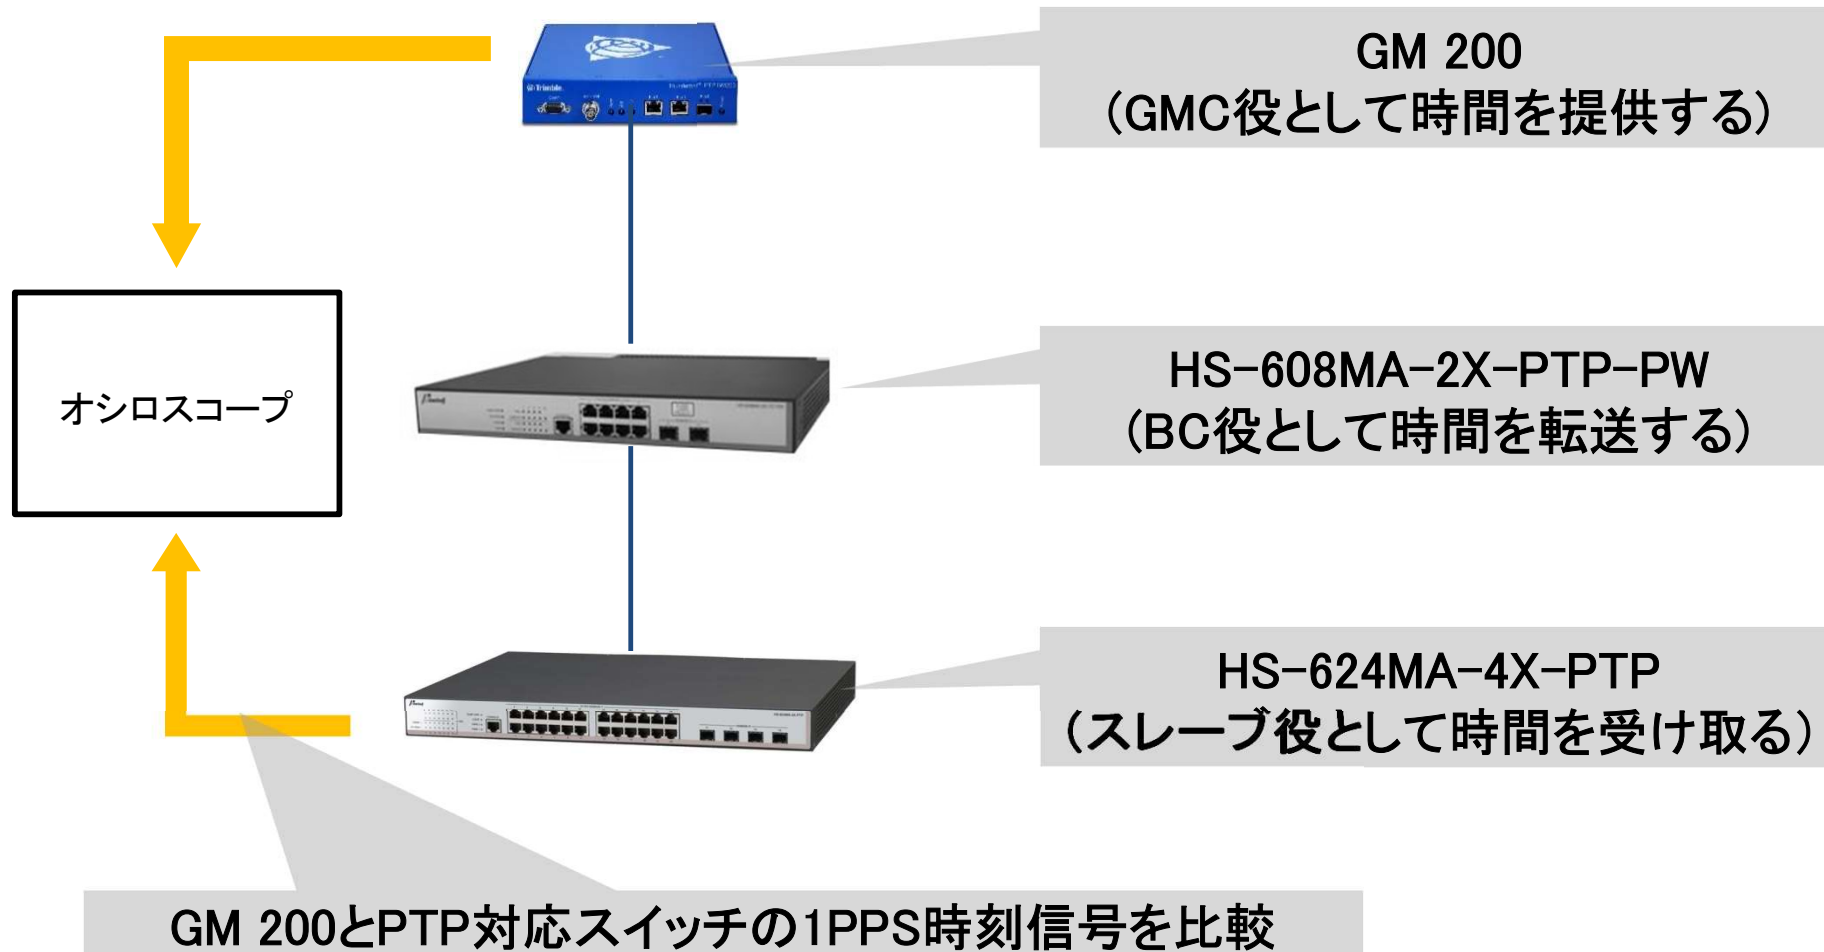 GM 200
（GMC役として時間を提供する）
Trimble.
オシロスコープ
HS-608MA-2X-PTP-PW
（BC役として時間を転送する）
HS-624MA-4X-PTP
（スレーブ役として時間を受け取る）
GM 200とPTP対応スイッチの1PPS時刻信号を比較